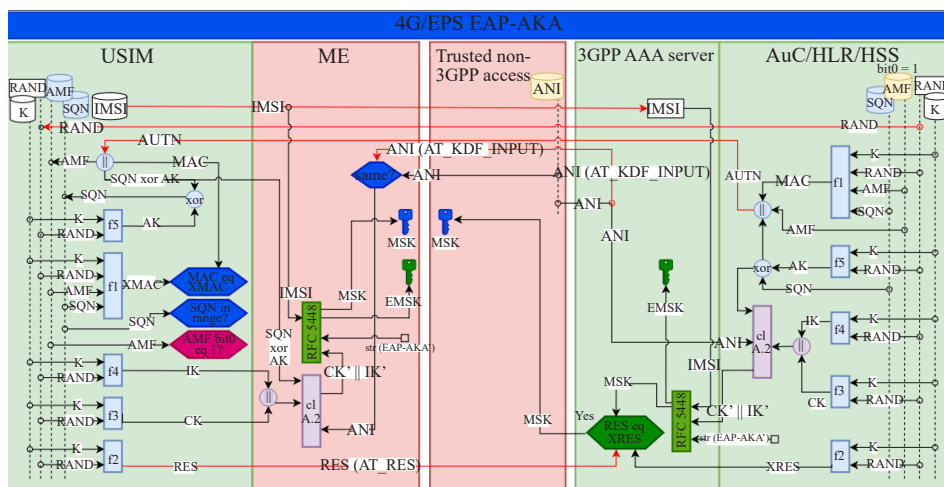 4G/EPS EAP-AKA
USIM
ME
Trusted non-
3GPP access
3GPP AAA server
AuC/HLR/HSS
bit0 = 1
RAND
K
AMF
SQN
IMSI
IMSI
ANI
IMSI
SQN
AMF
RAND
K
RAND
RAND
AUTN
AMF
||
MAC
SQN xor AK
SQN
xor
K
RAND
f5
AK
K
RAND
AMF
SQN
f1
XMAC
MAC eq
XMAC
SQN
SQN in
range?
AMF
AMF bit0
eq 1?
K
RAND
f4
IK
K
RAND
f3
CK
K
RAND
f2
RES
ANI (AT_KDF_INPUT)
same?
ANI
ANI (AT_KDF_INPUT)
ANI
ANI
MSK
MSK
EMSK
IMSI
MSK
RFC 5448
str (EAP-AKA')
SQN
xor
AK
CK' || IK'
||
cl
A.2
ANI
RES (AT_RES)
MSK
EMSK
MSK
Yes
RES eq
XRES
RFC 5448
CK' || IK'
str (EAP-AKA')
IMSI
ANI
XRES
AUTN
MAC
||
f1
K
RAND
AMF
SQN
AMF
xor
AK
f5
K
RAND
SQN
cl
A.2
IK
||
f4
K
RAND
CK
f3
K
RAND
f2
K
RAND